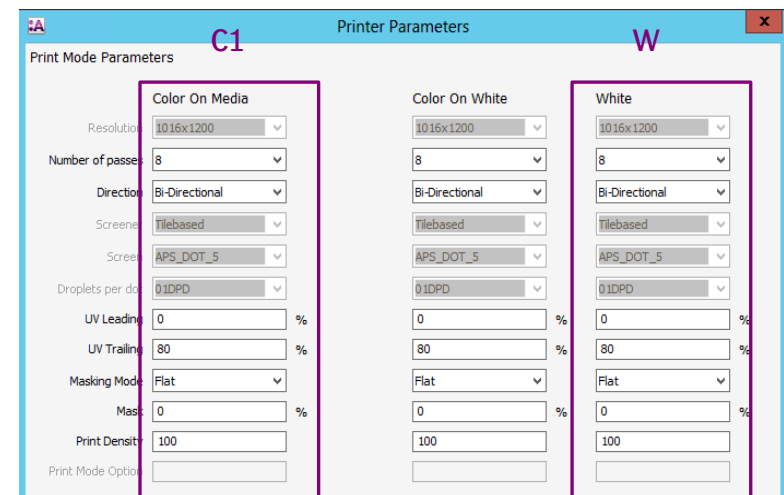 :A Printer Parameters x
C1 W
Print Mode Parameters
Color On Media Color On White White
Resolution 1016x1200 1016x1200 1016x1200
Number of passes 8 8 8
Direction Bi-Directional Bi-Directional Bi-Directional
Screener Tilebased Tilebased Tilebased
Screen APS_DOT_5 APS_DOT_5 APS_DOT_5
Droplets per dot 01DPD 01DPD 01DPD
UV Leading 0 % 0 % 0 %
UV Trailing 80 % 80 % 80 %
Masking Mode Flat Flat Flat
Mask 0 % 0 % 0 %
Print Density 100 100 100
Print Mode Option